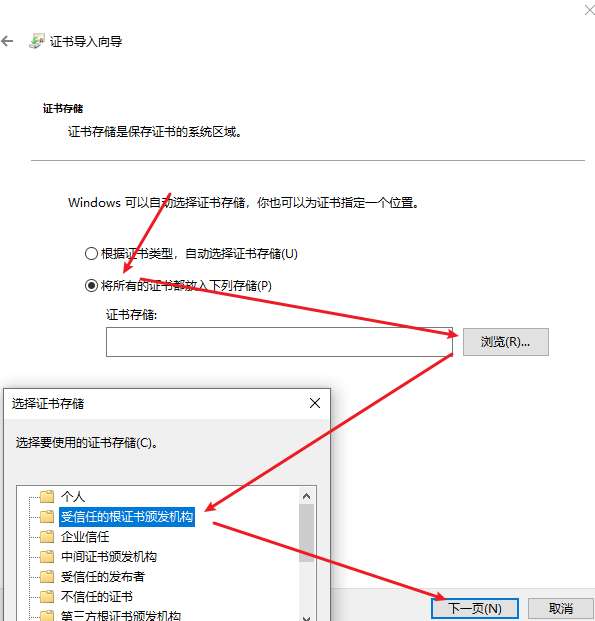 证书导入向导
证书存储
证书存储是保存证书的系统区域。
Windows 可以自动选择证书存储，你也可以为证书指定一个位置。
根据证书类型，自动选择证书存储(U)
将所有的证书都放入下列存储(P)
证书存储:
浏览(R)...
选择证书存储
选择要使用的证书存储(C)。
个人
受信任的根证书颁发机构
企业信任
中间证书颁发机构
受信任的发布者
不信任的证书
第三方根证书颁发机构
下一页(N)
取消